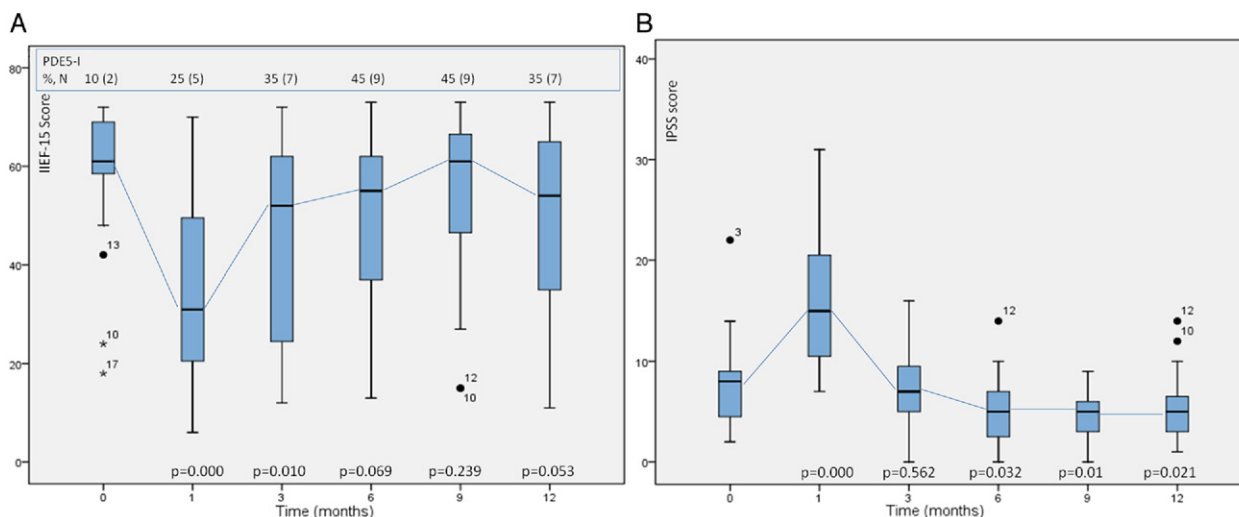 A
PDE5-I
%, N 10 (2) 25 (5) 35 (7) 45 (9) 45 (9) 35 (7)
80
60
40
20
0
IIEF-15 Score
13
10
17
12
10
p=0.000 p=0.010 p=0.069 p=0.239 p=0.053
0 1 3 6 9 12
Time (months)
B
40
30
20
10
0
IPSS score
3
12
12
10
p=0.000 p=0.562 p=0.032 p=0.01 p=0.021
0 1 3 6 9 12
Time (months)